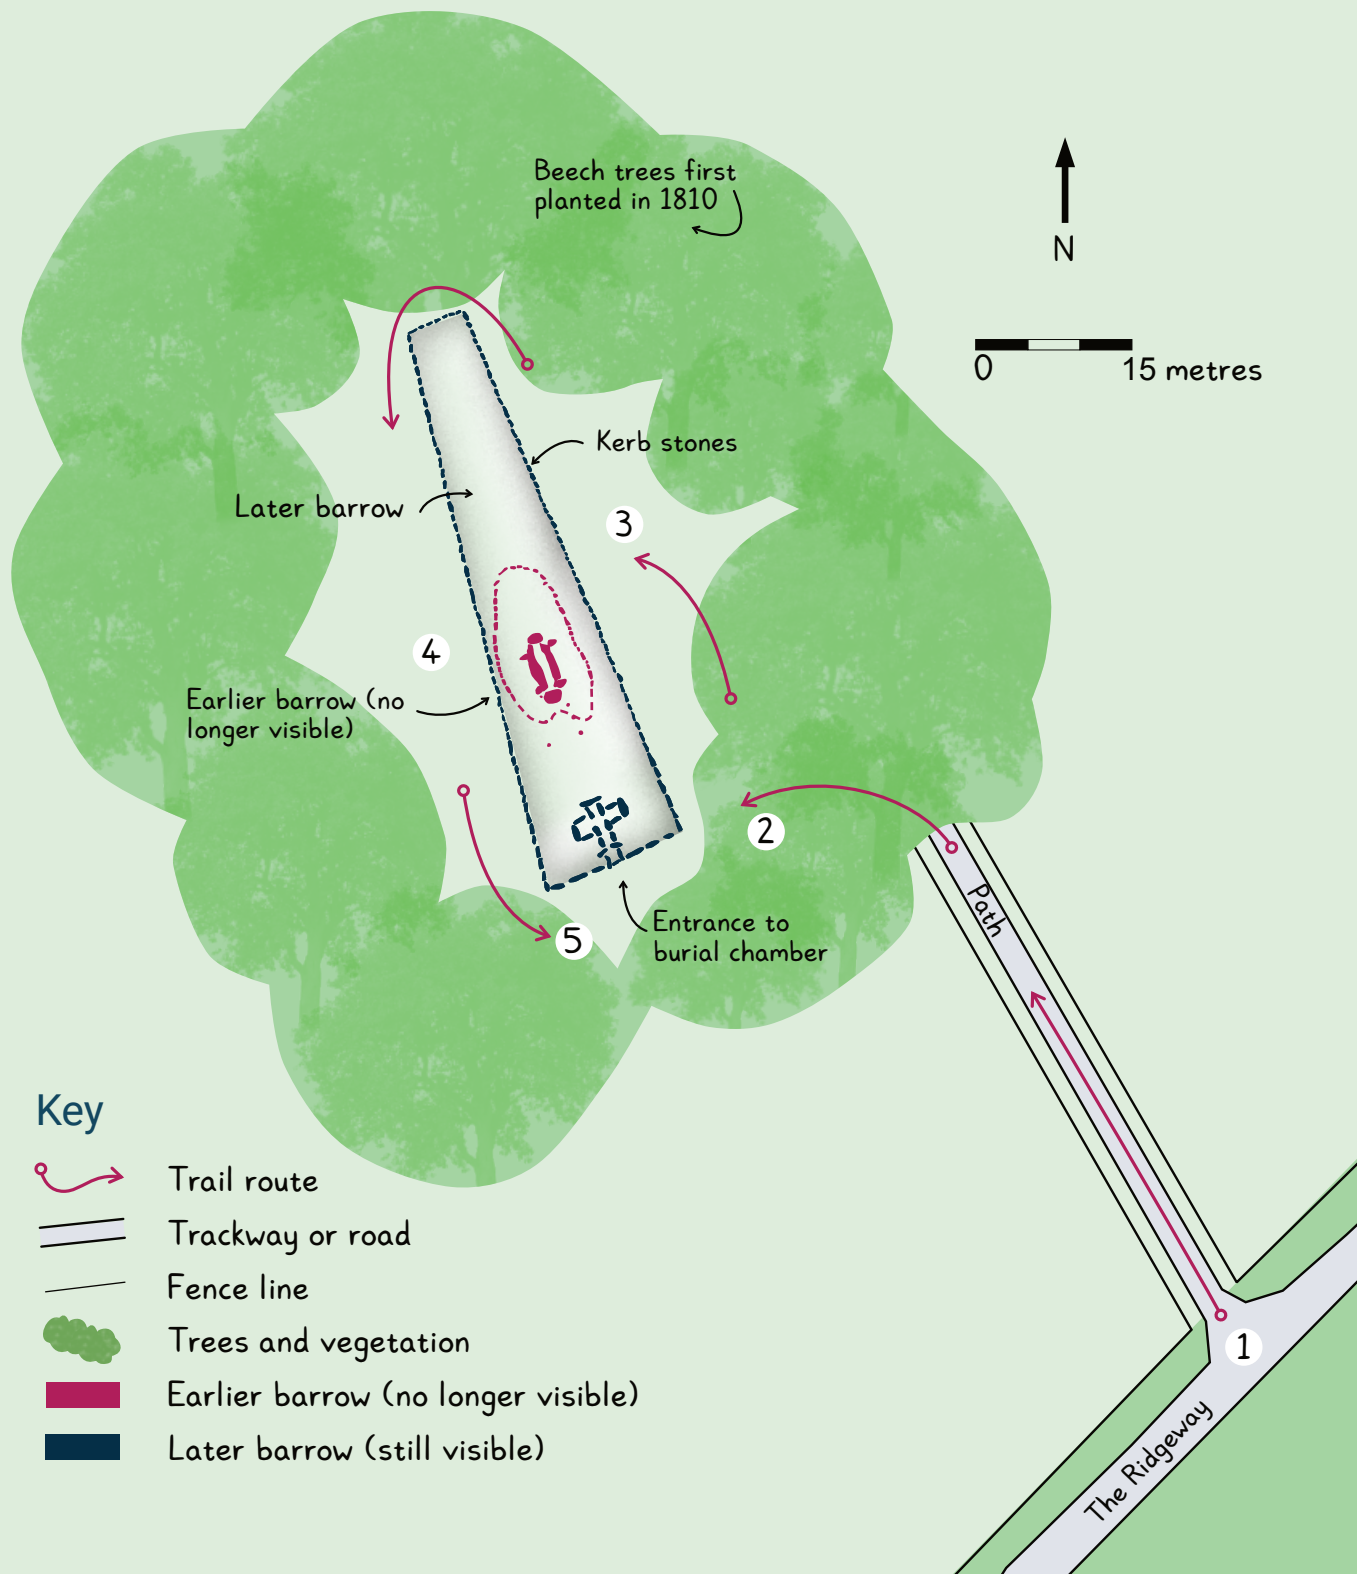 Beech trees first
planted in 1810
N
0
15 metres
Kerb stones
Later barrow
3
4
Earlier barrow (no
longer visible)
2
Path
Entrance to
burial chamber
5
Key
Trail route
Trackway or road
Fence line
Trees and vegetation
Earlier barrow (no longer visible)
Later barrow (still visible)
1
The Ridgeway